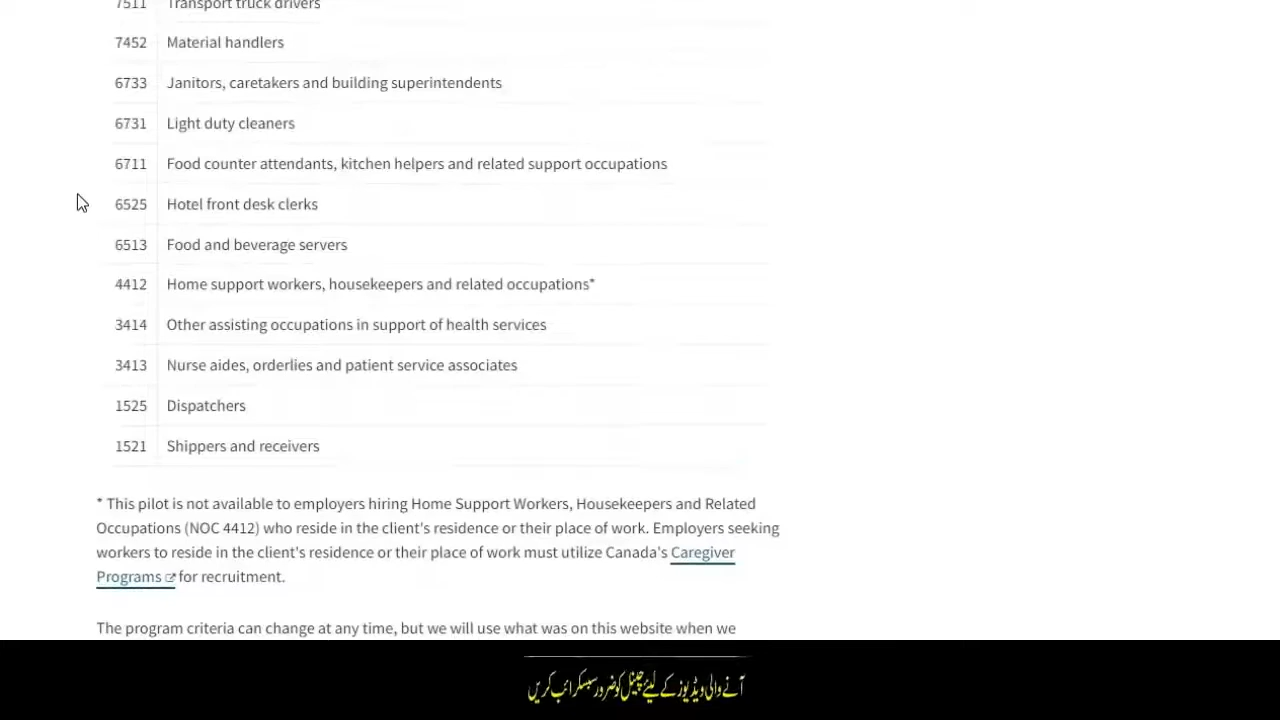 7511 Transport truck drivers
7452 Material handlers
6733 Janitors, caretakers and building superintendents
6731 Light duty cleaners
6711 Food counter attendants, kitchen helpers and related support occupations
6525 Hotel front desk clerks
6513 Food and beverage servers
4412 Home support workers, housekeepers and related occupations*
3414 Other assisting occupations in support of health services
3413 Nurse aides, orderlies and patient service associates
1525 Dispatchers
1521 Shippers and receivers
* This pilot is not available to employers hiring Home Support Workers, Housekeepers and Related
Occupations (NOC 4412) who reside in the client's residence or their place of work. Employers seeking
workers to reside in the client's residence or their place of work must utilize Canada's Caregiver
Programs for recruitment.
The program criteria can change at any time, but we will use what was on this website when we
آنے والی ویڈیوز کے لیئے چینل کو ضرور سبسکرائب کریں